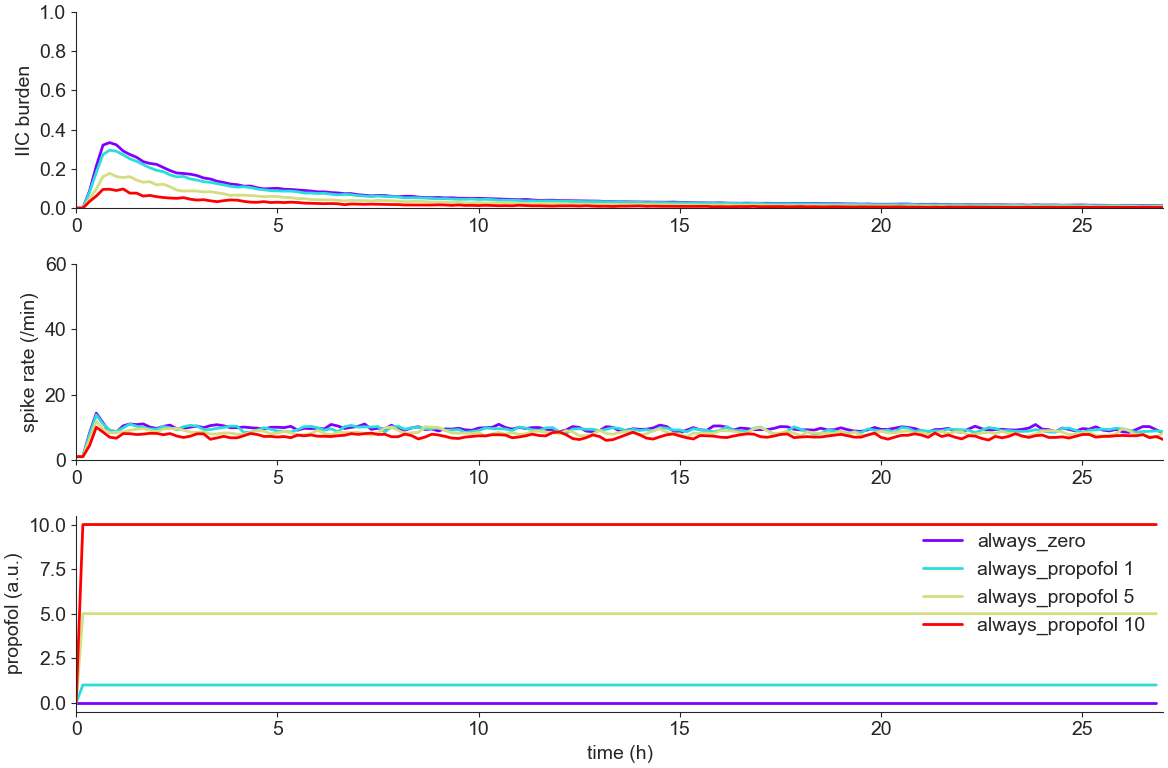 1.0
0.8
0.6
0.4
0.2
0.0
IIC burden
0 5 10 15 20 25
60
40
20
0
spike rate (/min)
0 5 10 15 20 25
10.0
7.5
5.0
2.5
0.0
propofol (a.u.)
always_zero
always_propofol 1
always_propofol 5
always_propofol 10
0 5 10 15 20 25
time (h)